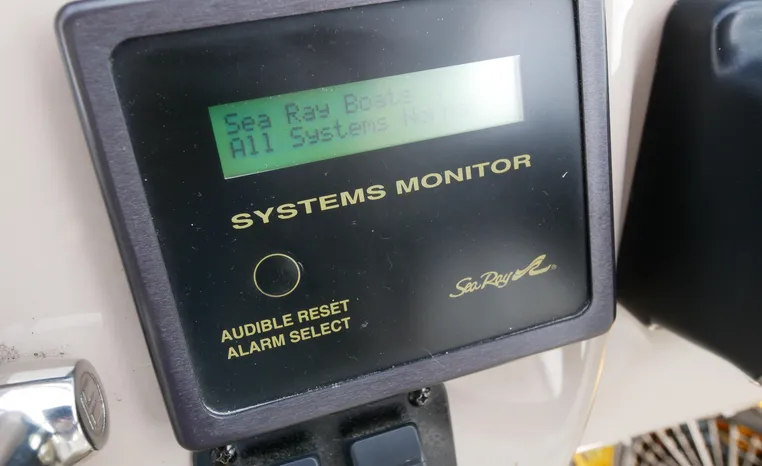 Sea Ray Boats
All Systems
SYSTEMS MONITOR
AUDIBLE RESET
ALARM SELECT
Sea Ray